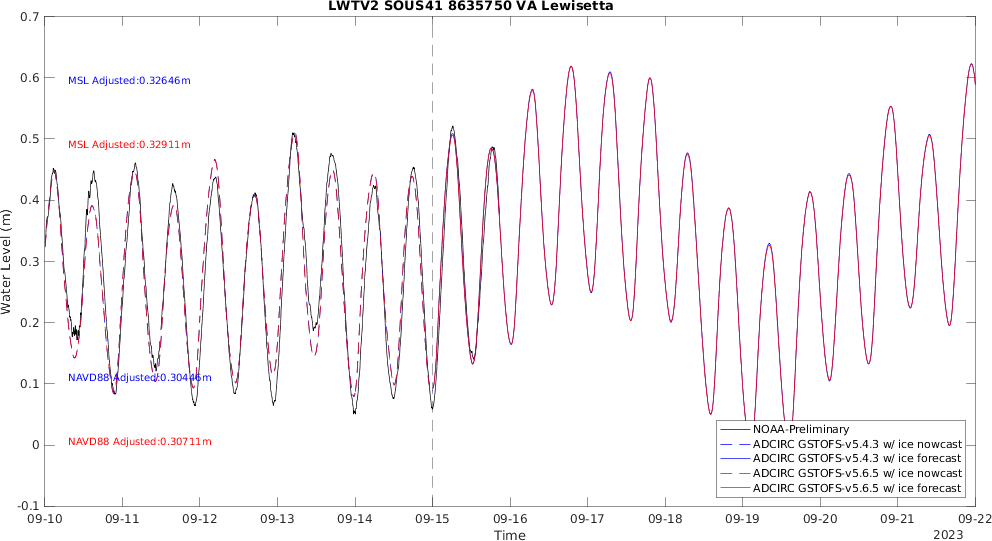 LWTV2 SOUS41 8635750 VA Lewisetta
0.7
0.6
0.5
0.4
0.3
0.2
0.1
0
-0.1
Water Level (m)
MSL Adjusted:0.32646m
MSL Adjusted:0.32911m
NAVD88 Adjusted:0.30446m
NAVD88 Adjusted:0.30711m
NOAA-Preliminary
ADCIRC GSTOFS-v5.4.3 w/ ice nowcast
ADCIRC GSTOFS-v5.4.3 w/ ice forecast
ADCIRC GSTOFS-v5.6.5 w/ ice nowcast
ADCIRC GSTOFS-v5.6.5 w/ ice forecast
09-10 09-11 09-12 09-13 09-14 09-15 09-16 09-17 09-18 09-19 09-20 09-21 09-22
Time
2023